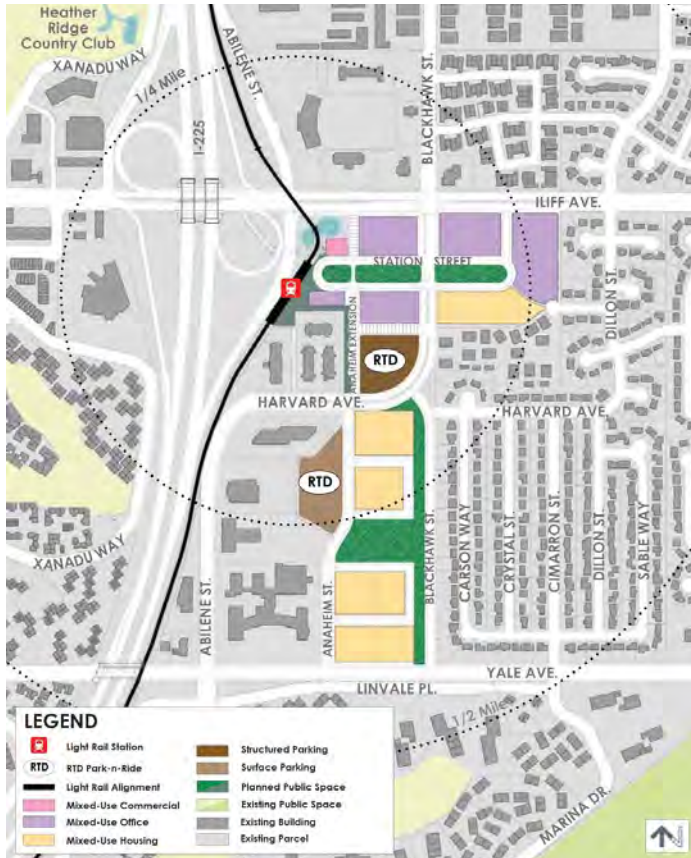 Heather
Ridge
Country Club
XANADU WAY
1/4 Mile
ABILENE ST.
I-225
BLACKHAWK ST.
ILIFF AVE.
STATION STREET
DILLON ST.
ANAHEIM EXTENSION
RTD
HARVARD AVE.
HARVARD AVE.
RTD
XANADU WAY
ABILENE ST.
ANAHEIM ST.
BLACKHAWK ST.
CARSON WAY
CRYSTAL ST.
CIMARRON ST.
DILLON ST.
SABLE WAY
YALE AVE.
LINVALE PL.
1/2 Mile
MARINA DR.
LEGEND
Light Rail Station
RTD RTD Park-n-Ride
Light Rail Alignment
Mixed-Use Commercial
Mixed-Use Office
Mixed-Use Housing
Structured Parking
Surface Parking
Planned Public Space
Existing Public Space
Existing Building
Existing Parcel